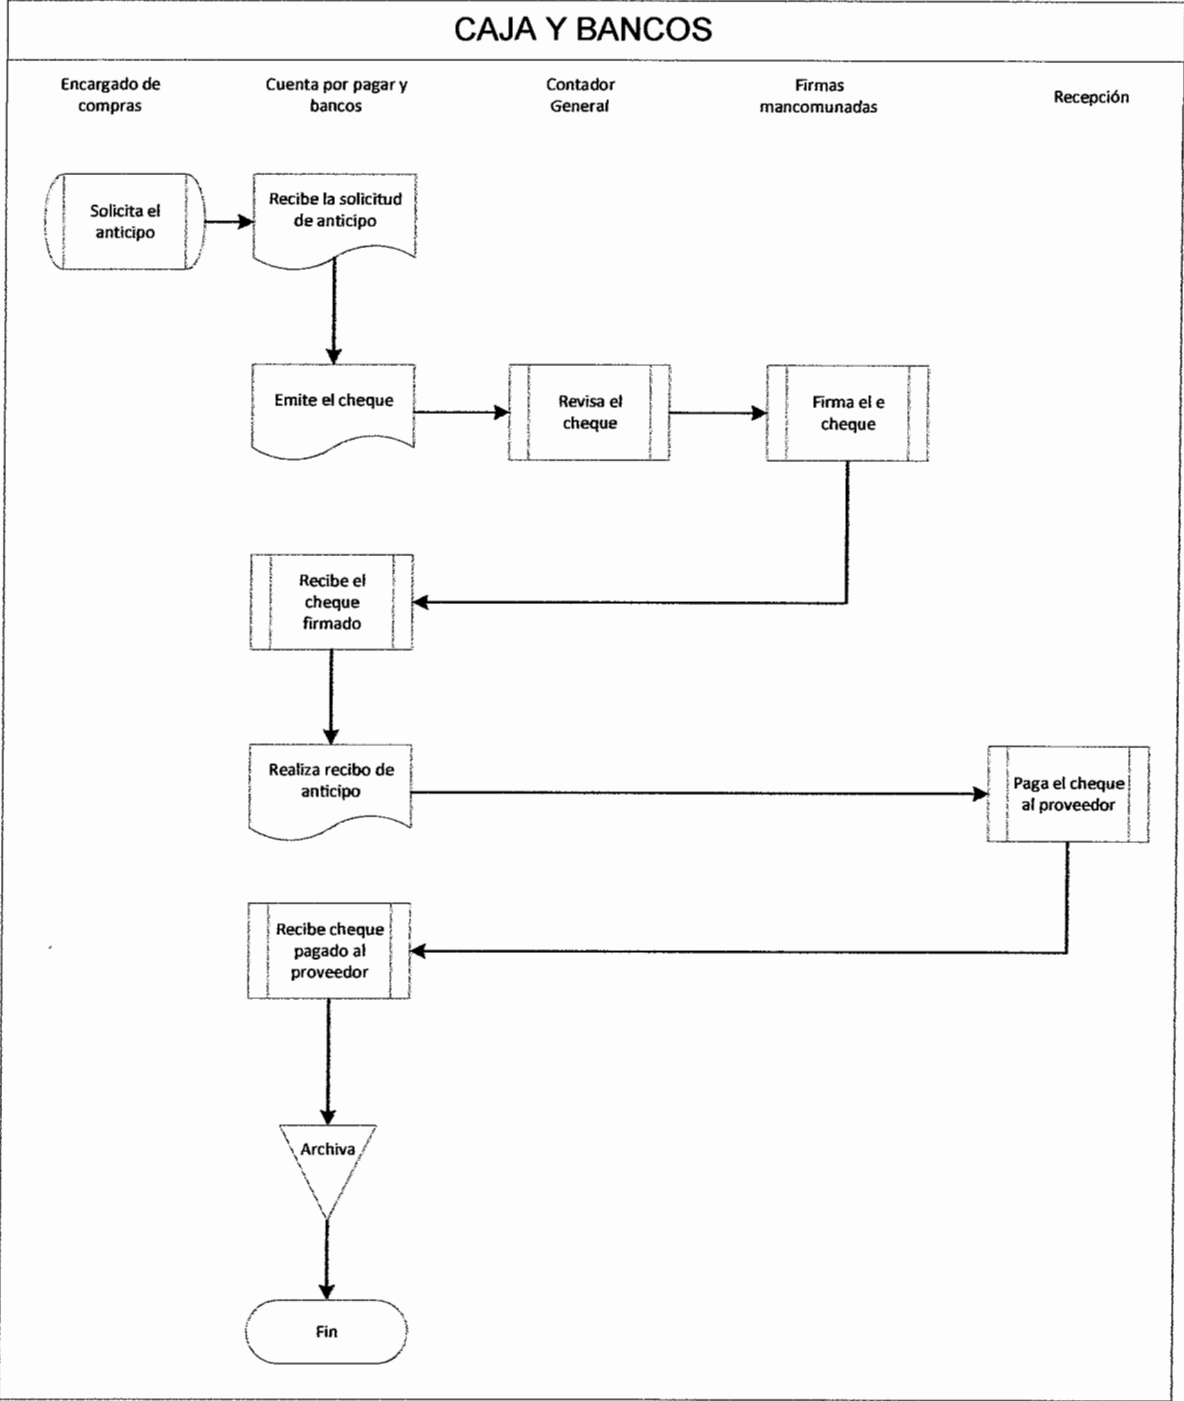 CAJA Y BANCOS
Encargado de
compras
Cuenta por pagar y
bancos
Contador
General
Firmas
mancomunadas
Recepción
Solicita el
anticipo
Recibe la solicitud
de anticipo
Emite el cheque
Revisa el
cheque
Firma el e
cheque
Recibe el
cheque
firmado
Realiza recibo de
anticipo
Paga el cheque
al proveedor
Recibe cheque
pagado al
proveedor
Archiva
Fin